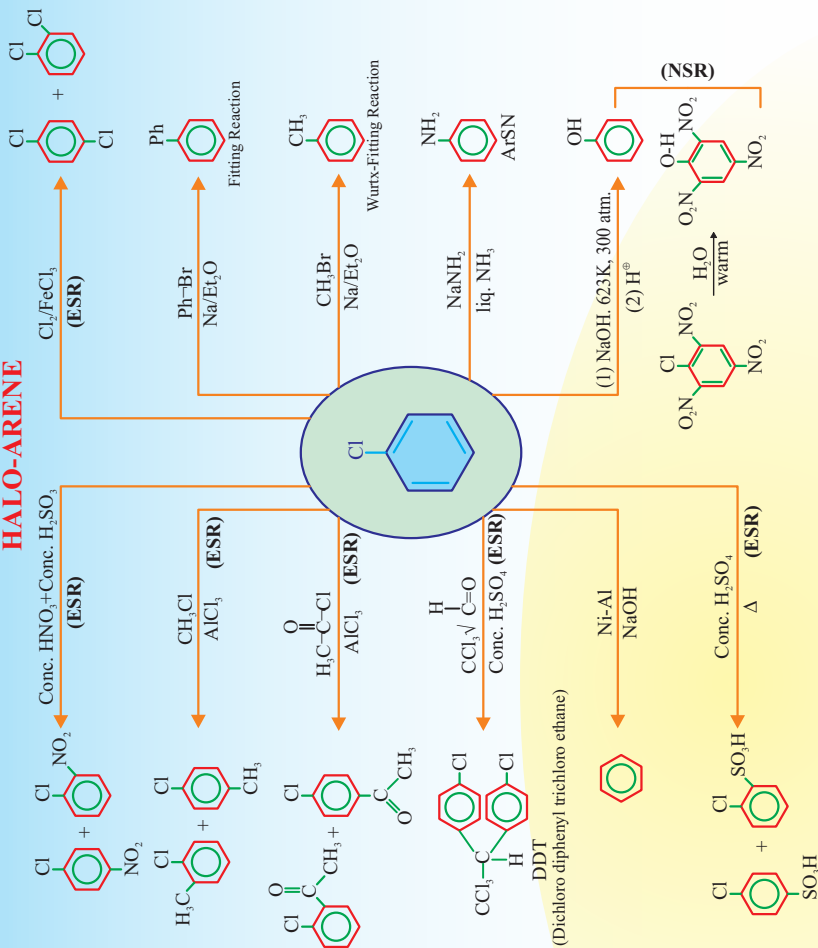 HALO-ARENE
Conc. HNO₃+Conc. H₂SO₃
(ESR)
Cl
NO₂
+
Cl
NO₂
CH₃Cl
AlCl₃
(ESR)
Cl
CH₃
+
Cl
H₃C
O
H₃C–C–Cl
AlCl₃
(ESR)
Cl
C
O
CH₃
+
O
C
CH₃
Cl
H
CCl₃√ C=O
Conc. H₂SO₄ (ESR)
Cl
Cl
CCl₃
C
H
DDT
(Dichloro diphenyl trichloro ethane)
Ni-Al
NaOH
Conc. H₂SO₄
Δ
(ESR)
Cl
SO₃H
+
Cl
SO₃H
Cl
Cl₂/FeCl₃
(ESR)
Cl
Cl
+
Cl
Cl
Ph–Br
Na/Et₂O
Ph
Fitting Reaction
CH₃Br
Na/Et₂O
CH₃
Wurtx-Fitting Reaction
NaNH₂
liq. NH₃
NH₂
ArSN
(1) NaOH. 623K, 300 atm.
(2) H⊕
OH
(NSR)
Cl
O₂N
NO₂
NO₂
H₂O
warm
O-H
O₂N
NO₂
NO₂